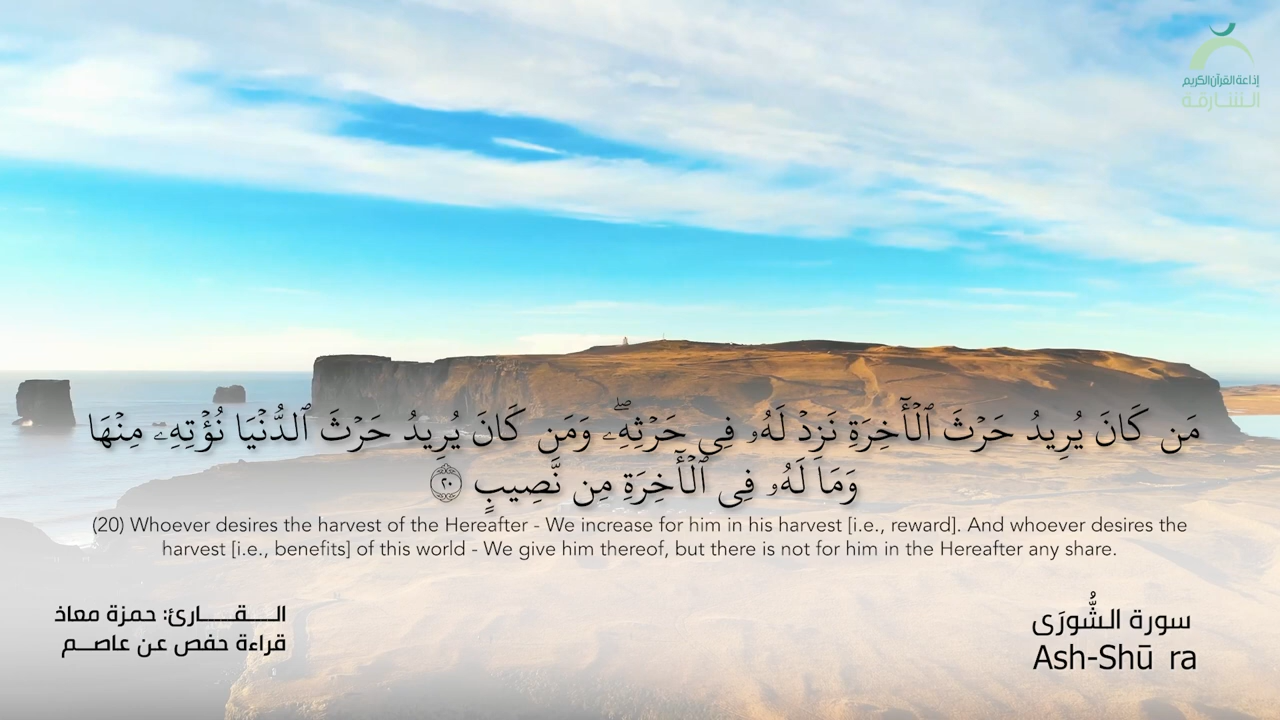 إذاعة القرآن الكريم
الشارقة
مَن كَانَ يُرِيدُ حَرْثَ ٱلْأٓخِرَةِ نَزِدْ لَهُۥ فِى حَرْثِهِۦۖ وَمَن كَانَ يُرِيدُ حَرْثَ ٱلدُّنْيَا نُؤْتِهِۦ مِنْهَا
وَمَا لَهُۥ فِى ٱلْأٓخِرَةِ مِن نَّصِيبٍ ٢٠
(20) Whoever desires the harvest of the Hereafter - We increase for him in his harvest [i.e., reward]. And whoever desires the
harvest [i.e., benefits] of this world - We give him thereof, but there is not for him in the Hereafter any share.
سورة الشُّورَى
Ash-Shū ra
القارئ: حمزة معاذ
قراءة حفص عن عاصم